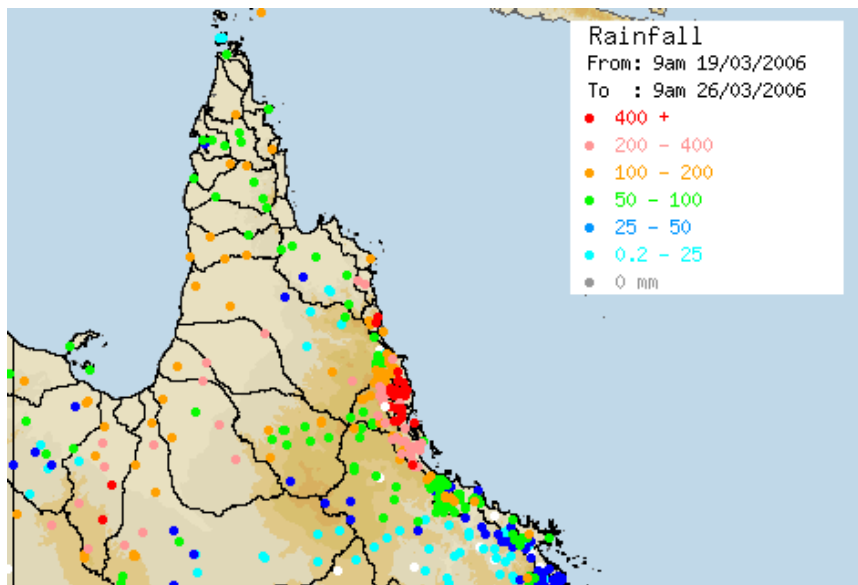 Rainfall
From: 9am 19/03/2006
To : 9am 26/03/2006
400 +
200 - 400
100 - 200
50 - 100
25 - 50
0.2 - 25
0 mm